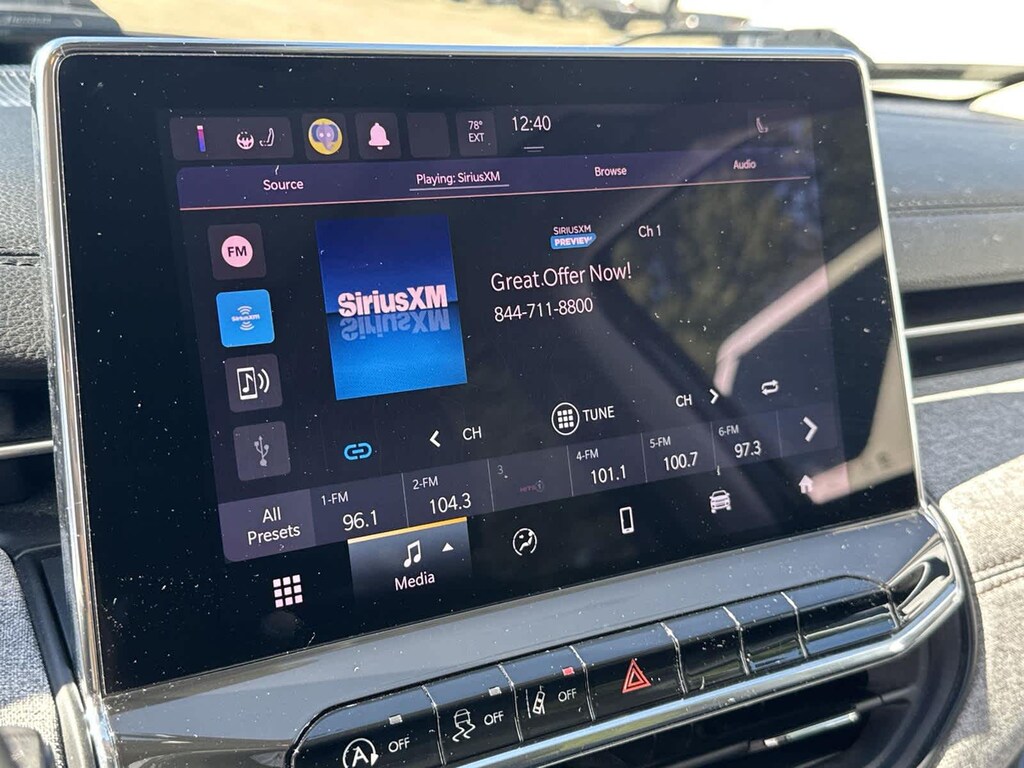 78°
EXT
12:40
Source
Playing: SiriusXM
Browse
Audio
FM
SIRIUSXM
SiriusXM
SIRIUSXM
PREVIEW
Ch 1
Great.Offer Now!
844-711-8800
CH
TUNE
CH
All
Presets
1-FM
96.1
2-FM
104.3
3
4-FM
101.1
5-FM
100.7
6-FM
97.3
Media
A
OFF
OFF
OFF